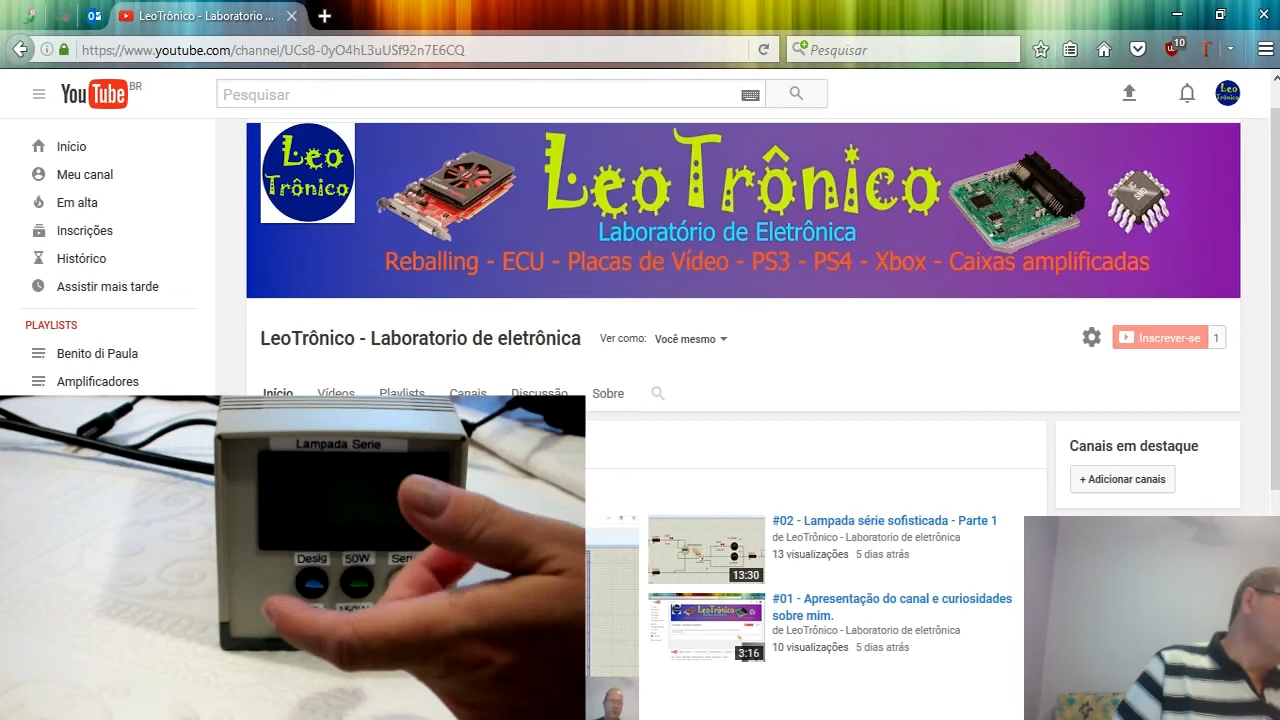 LeoTrônico - Laboratorio ...
https://www.youtube.com/channel/UCs8-0yO4hL3uUSf92n7E6CQ
Pesquisar
10
YouTube BR
Pesquisar
Leo
Trônico
Início
Meu canal
Em alta
Inscrições
Histórico
Assistir mais tarde
PLAYLISTS
Benito di Paula
Amplificadores
Leo
Trônico
LeoTrônico
Laboratório de Eletrônica
Reballing - ECU - Placas de Vídeo - PS3 - PS4 - Xbox - Caixas amplificadas
LeoTrônico - Laboratorio de eletrônica
Ver como: Você mesmo
Inscrever-se 1
Início Vídeos Playlists Canais Discussão Sobre
Canais em destaque
+ Adicionar canais
#02 - Lampada série sofisticada - Parte 1
de LeoTrônico - Laboratorio de eletrônica
13 visualizações 5 dias atrás
13:30
#01 - Apresentação do canal e curiosidades
sobre mim.
de LeoTrônico - Laboratorio de eletrônica
10 visualizações 5 dias atrás
3:16
Lampada Serie
Deslg 50W
150W